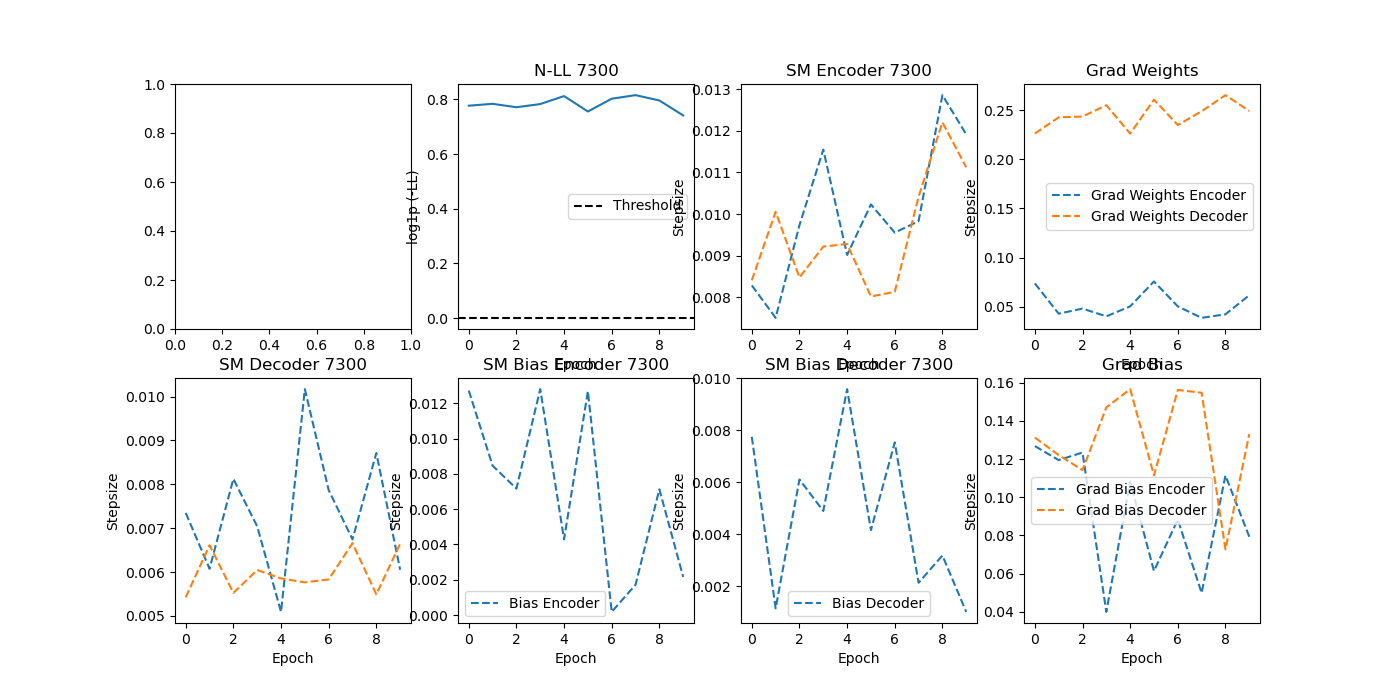 N-LL 7300
SM Encoder 7300
Grad Weights
1.0
0.8
0.6
0.4
0.2
0.0
0.0 0.2 0.4 0.6 0.8 1.0
log1p (-LL)
0.8
0.6
0.4
0.2
0.0
Threshold
0 2 4 6 8
Epoch
Stepsize
0.013
0.012
0.011
0.010
0.009
0.008
0 2 4 6 8
Epoch
Stepsize
0.25
0.20
0.15
0.10
0.05
Grad Weights Encoder
Grad Weights Decoder
0 2 4 6 8
Epoch
SM Decoder 7300
SM Bias Encoder 7300
SM Bias Decoder 7300
Grad Bias
Stepsize
0.010
0.009
0.008
0.007
0.006
0.005
0 2 4 6 8
Epoch
Stepsize
0.012
0.010
0.008
0.006
0.004
0.002
0.000
Bias Encoder
0 2 4 6 8
Epoch
Stepsize
0.010
0.008
0.006
0.004
0.002
Bias Decoder
0 2 4 6 8
Epoch
Stepsize
0.16
0.14
0.12
0.10
0.08
0.06
0.04
Grad Bias Encoder
Grad Bias Decoder
0 2 4 6 8
Epoch